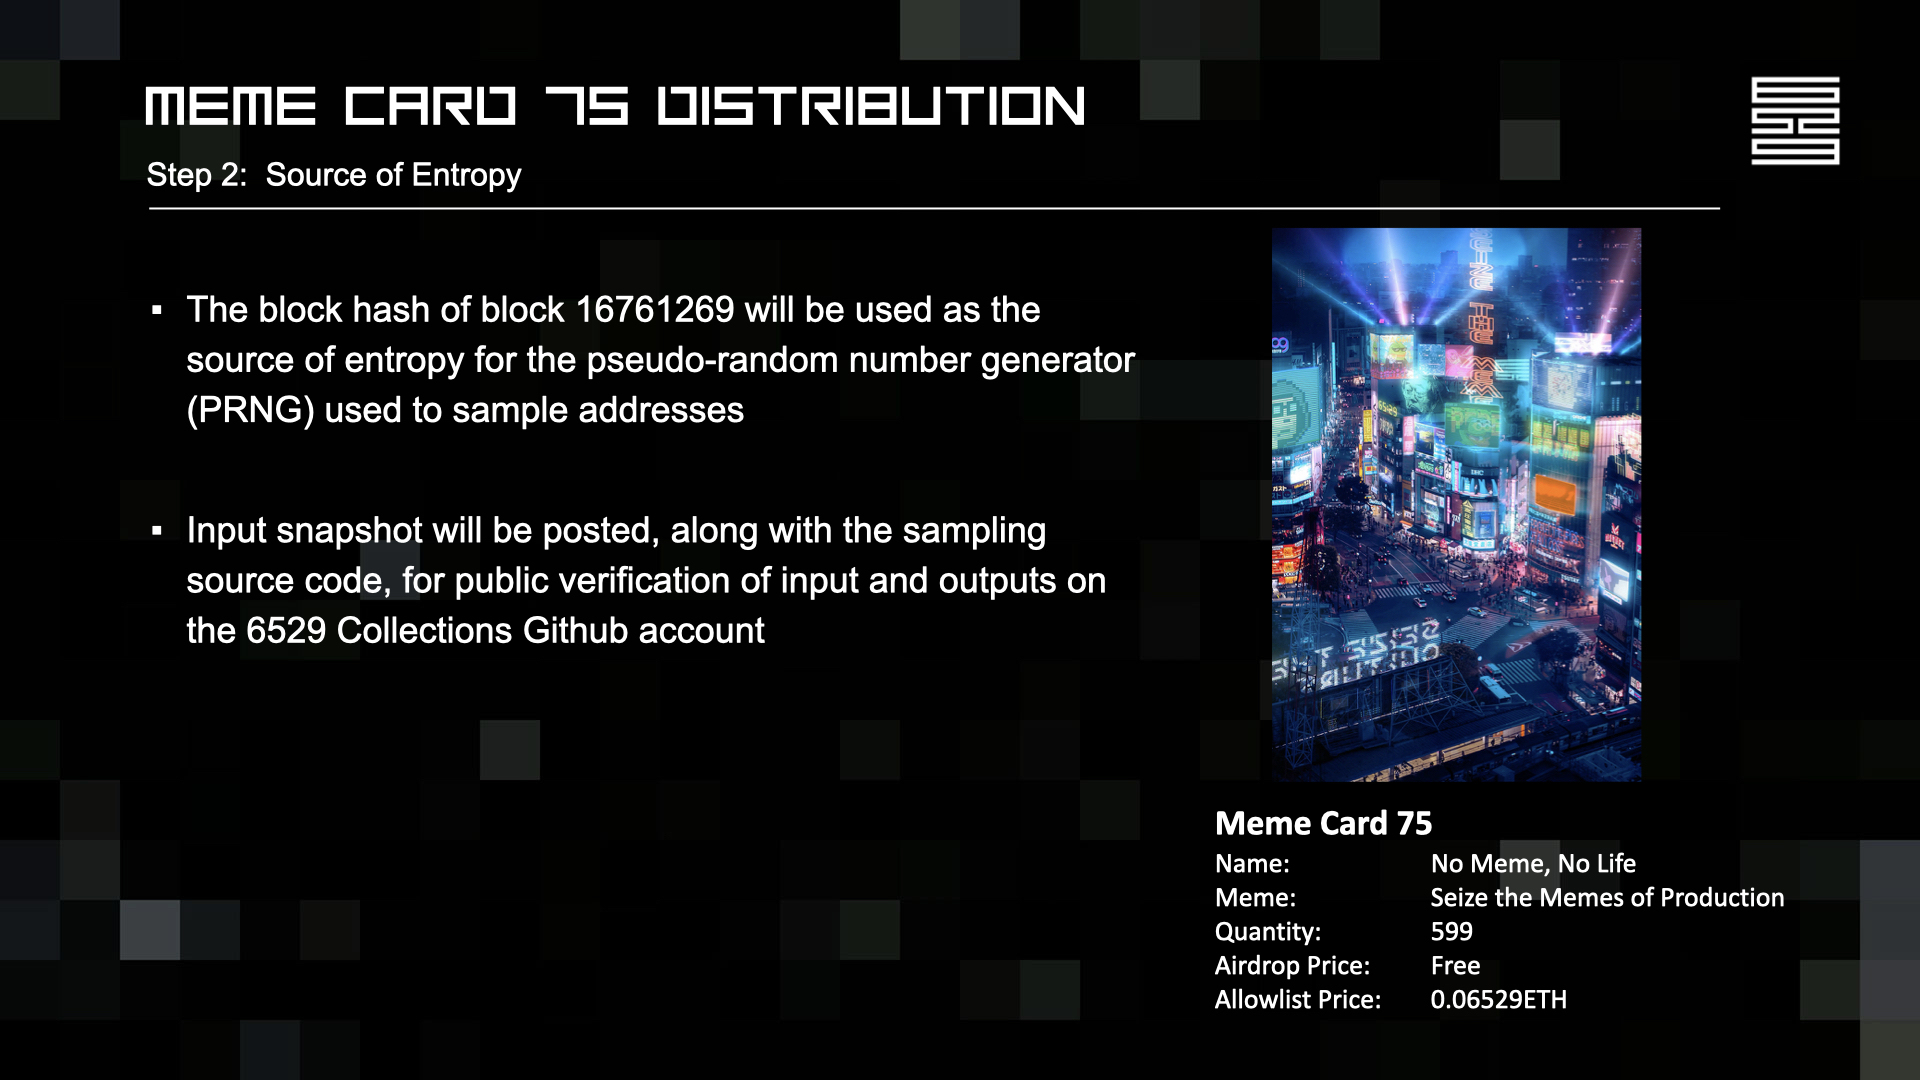 MEME CARD 75 DISTRIBUTION
Step 2: Source of Entropy
▪ The block hash of block 16761269 will be used as the
source of entropy for the pseudo-random number generator
(PRNG) used to sample addresses
▪ Input snapshot will be posted, along with the sampling
source code, for public verification of input and outputs on
the 6529 Collections Github account
Meme Card 75
Name: No Meme, No Life
Meme: Seize the Memes of Production
Quantity: 599
Airdrop Price: Free
Allowlist Price: 0.06529ETH